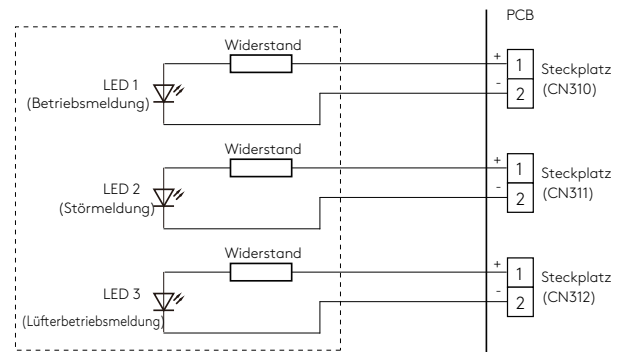 PCB
Widerstand
LED 1
(Betriebsmeldung)
+
1
-
2
Steckplatz
(CN310)
Widerstand
LED 2
(Störmeldung)
+
1
-
2
Steckplatz
(CN311)
Widerstand
LED 3
(Lüfterbetriebsmeldung)
+
1
-
2
Steckplatz
(CN312)